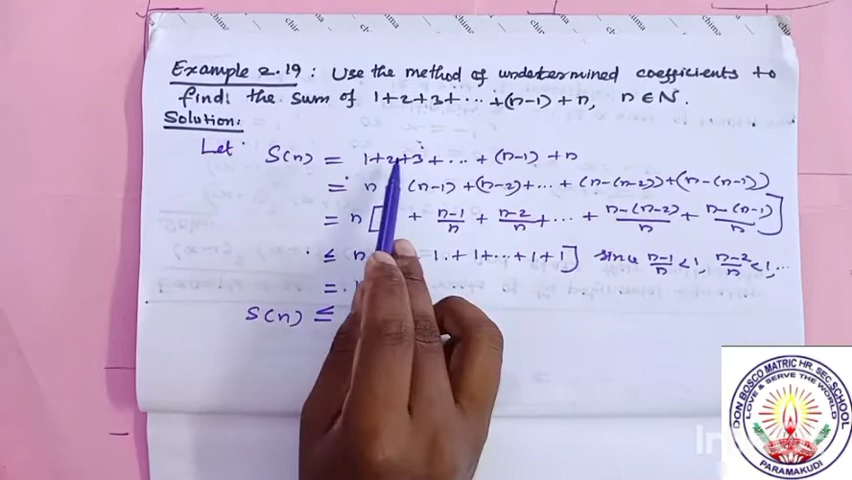 Example 2.19: Use the method of undetermined coefficients to
find the sum of 1+2+3+...+(n-1)+n, n∈N.
Solution:
Let S(n) = 1+2+3+...+(n-1)+n
= n (n-1)+(n-2)+...+(n-(n-2))+(n-(n-1))
= n [ + n-1/n + n-2/n +...+ n-(n-2)/n + n-(n-1)/n ]
≤ n 1+1+...+1+1] since n-1/n <1, n-2/n <1, ...
=
S(n) ≤
DON BOSCO MATRIC HR. SEC. SCHOOL
LOVE & SERVE THE WORLD
PARAMAKUDI